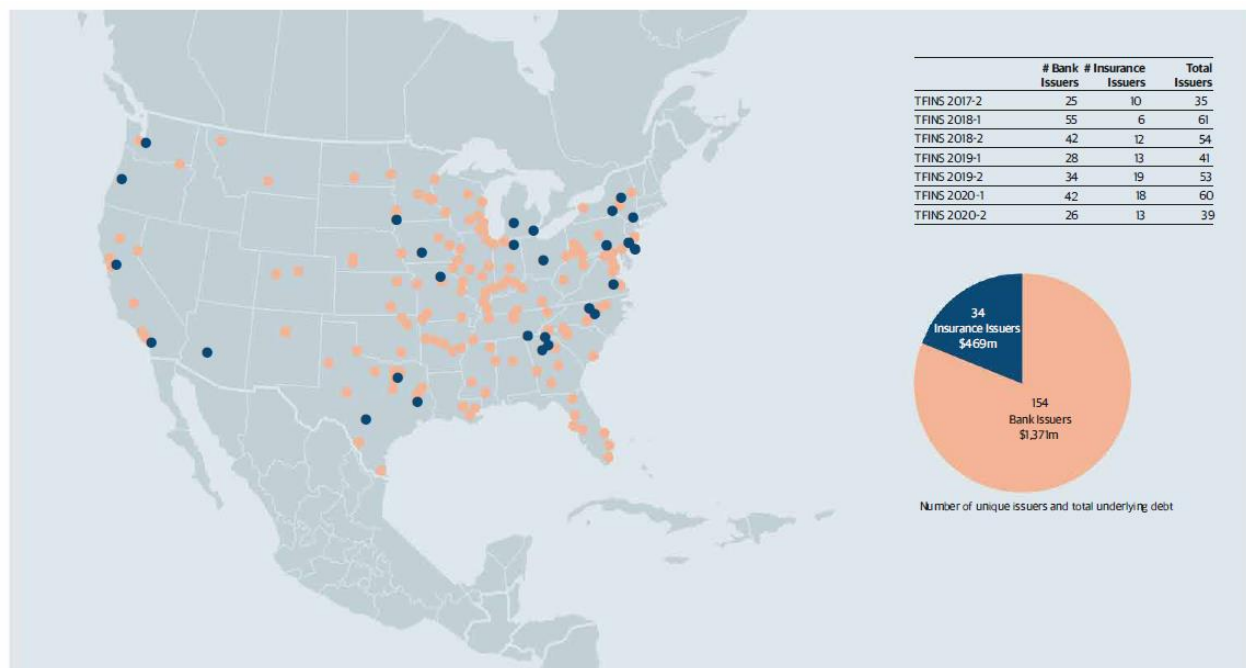 # Bank # Insurance Total
Issuers Issuers Issuers
TFINS 2017-2 25 10 35
TFINS 2018-1 55 6 61
TFINS 2018-2 42 12 54
TFINS 2019-1 28 13 41
TFINS 2019-2 34 19 53
TFINS 2020-1 42 18 60
TFINS 2020-2 26 13 39
34
Insurance Issuers
$469m
154
Bank Issuers
$1,371m
Number of unique issuers and total underlying debt